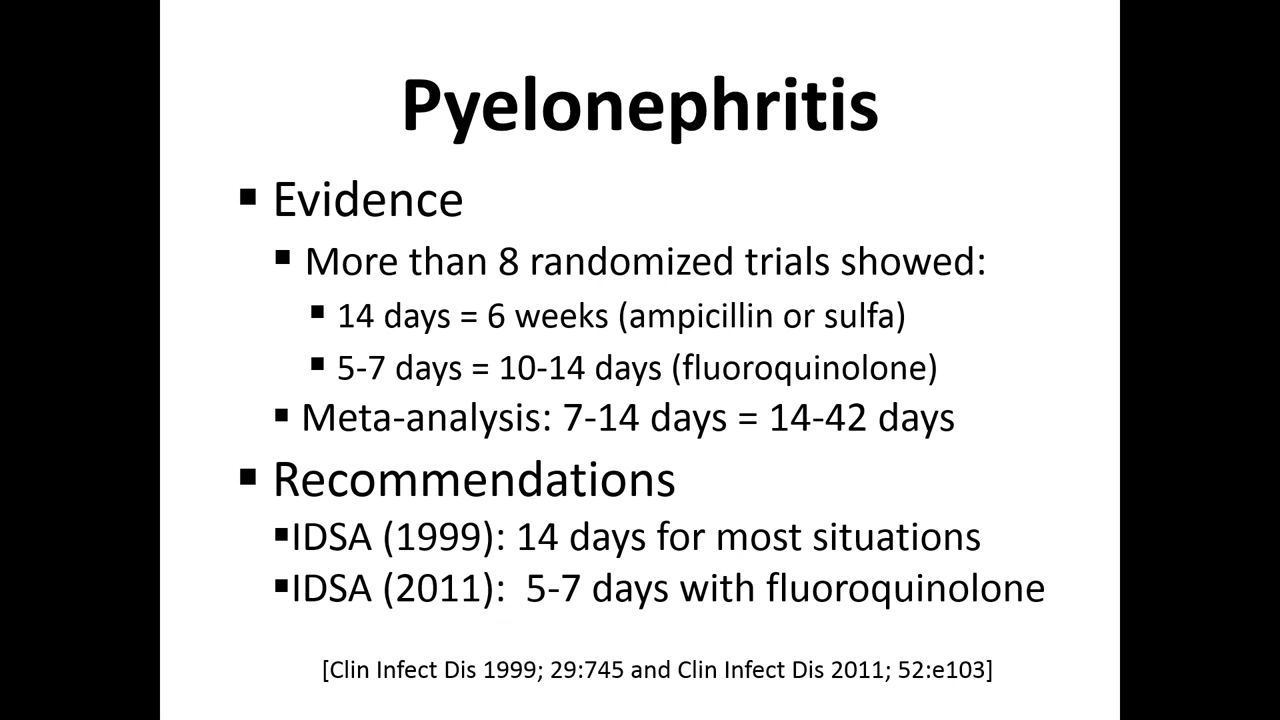 Pyelonephritis
▪ Evidence
▪ More than 8 randomized trials showed:
▪ 14 days = 6 weeks (ampicillin or sulfa)
▪ 5-7 days = 10-14 days (fluoroquinolone)
▪ Meta-analysis: 7-14 days = 14-42 days
▪ Recommendations
▪IDSA (1999): 14 days for most situations
▪IDSA (2011):  5-7 days with fluoroquinolone
[Clin Infect Dis 1999; 29:745 and Clin Infect Dis 2011; 52:e103]